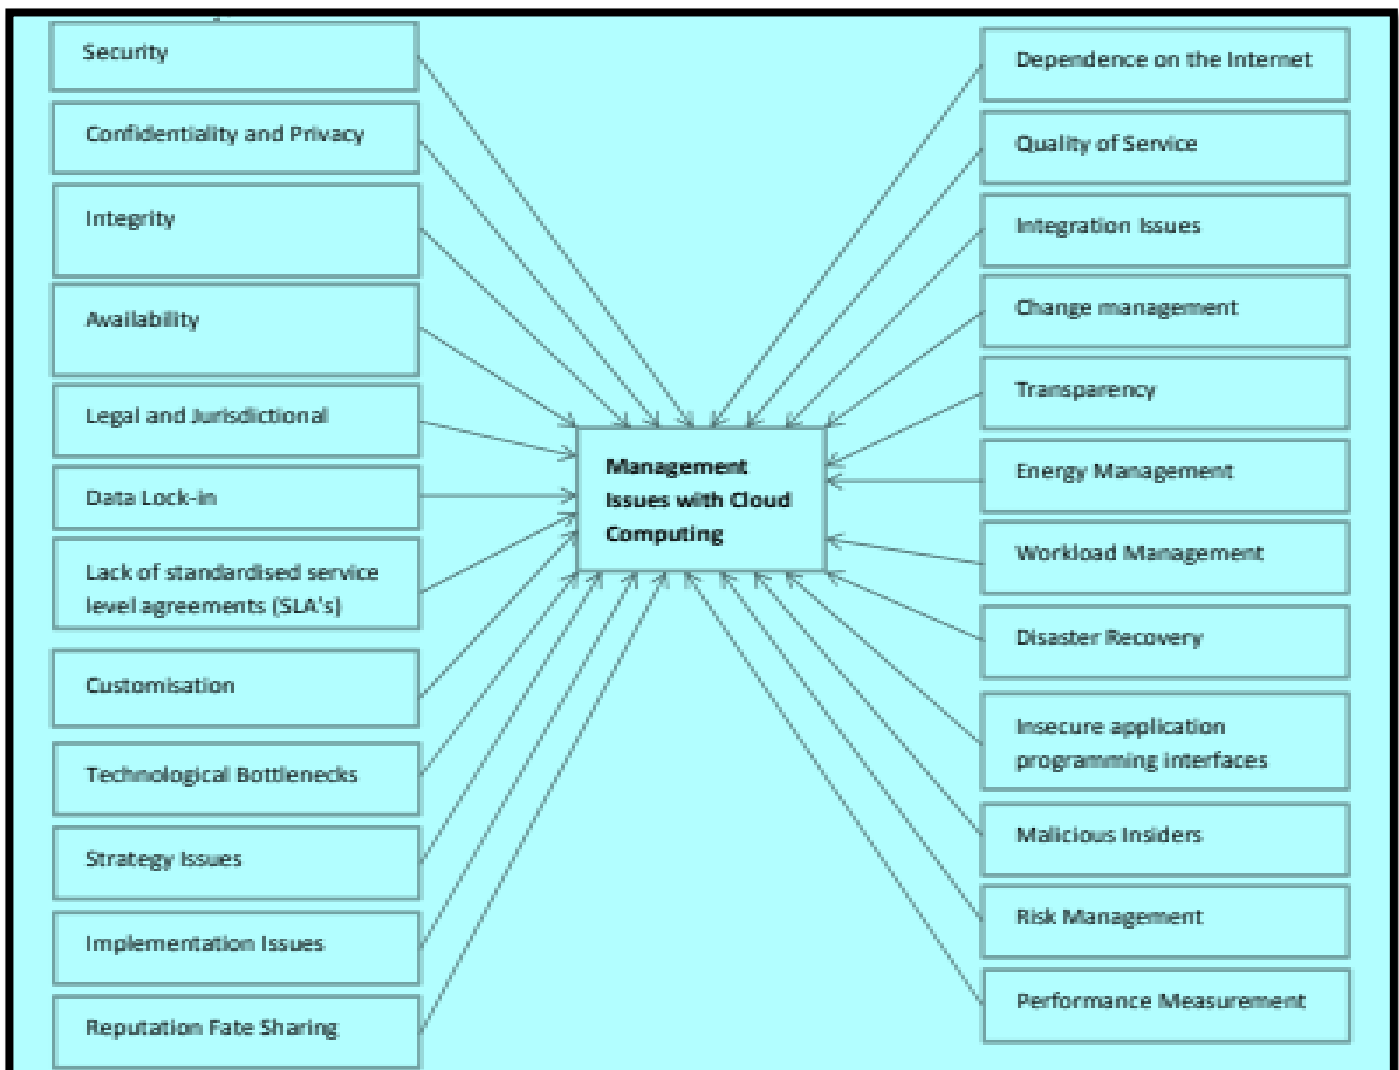 Security
Confidentiality and Privacy
Integrity
Availability
Legal and Jurisdictional
Data Lock-in
Lack of standardised service
level agreements (SLA's)
Customisation
Technological Bottlenecks
Strategy Issues
Implementation Issues
Reputation Fate Sharing
Management
Issues with Cloud
Computing
Dependence on the Internet
Quality of Service
Integration Issues
Change management
Transparency
Energy Management
Workload Management
Disaster Recovery
Insecure application
programming interfaces
Malicious Insiders
Risk Management
Performance Measurement